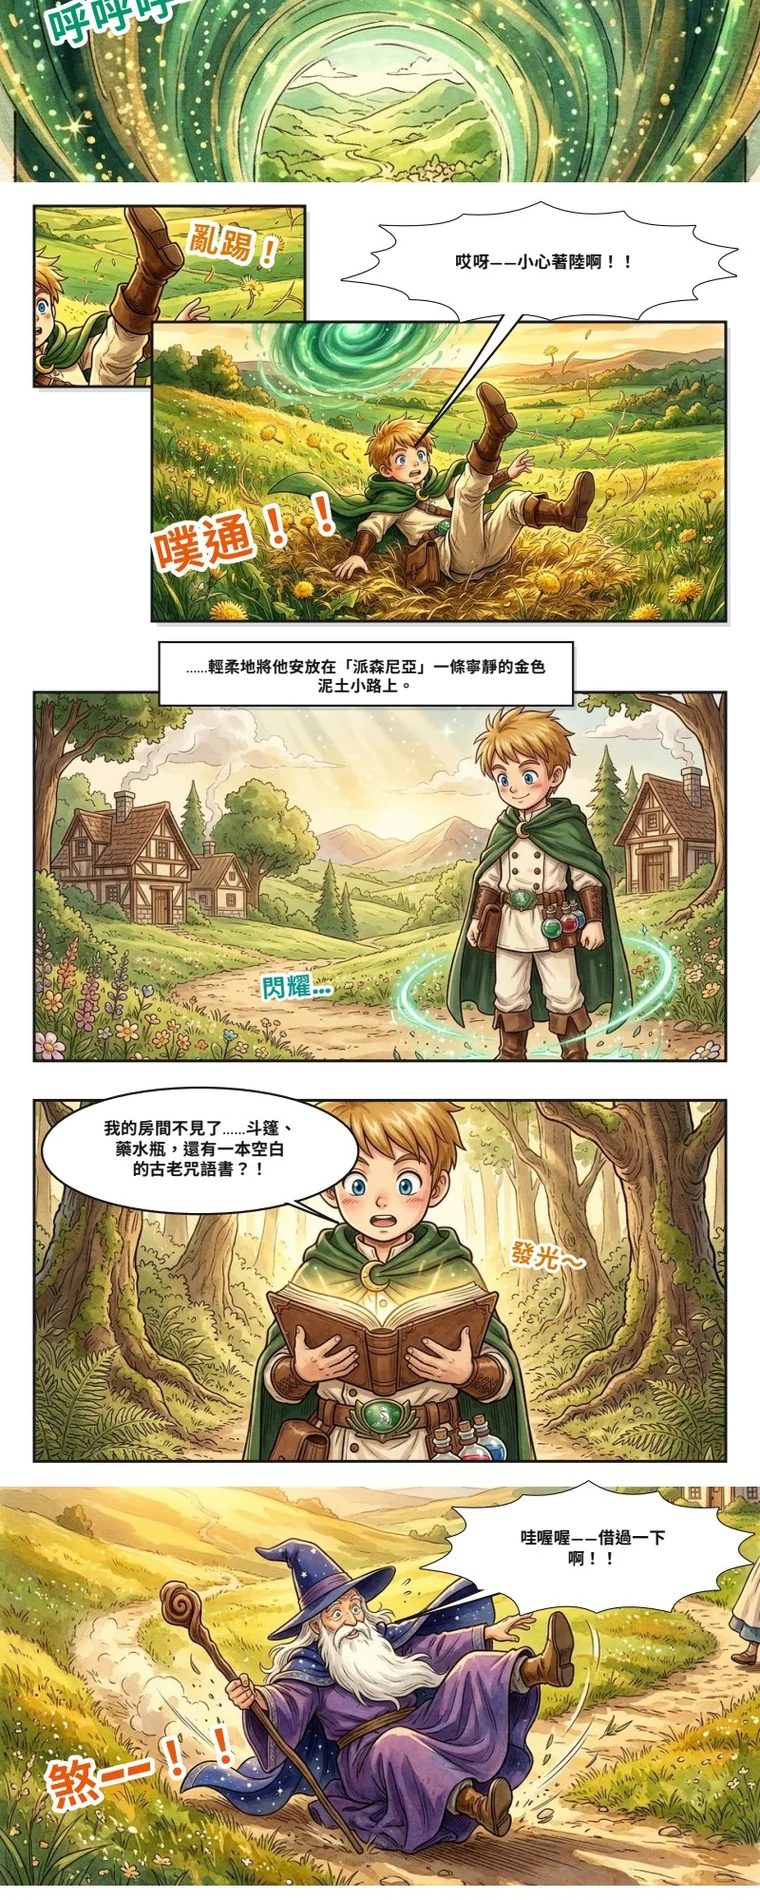 呼呼呼
亂踢！
哎呀——小心著陸啊！！
噗通！！
……輕柔地將他安放在「派森尼亞」一條寧靜的金色
泥土小路上。
閃耀…
我的房間不見了……斗篷、
藥水瓶，還有一本空白
的古老咒語書？！
發光～
哇喔喔——借過一下
啊！！
煞——！！